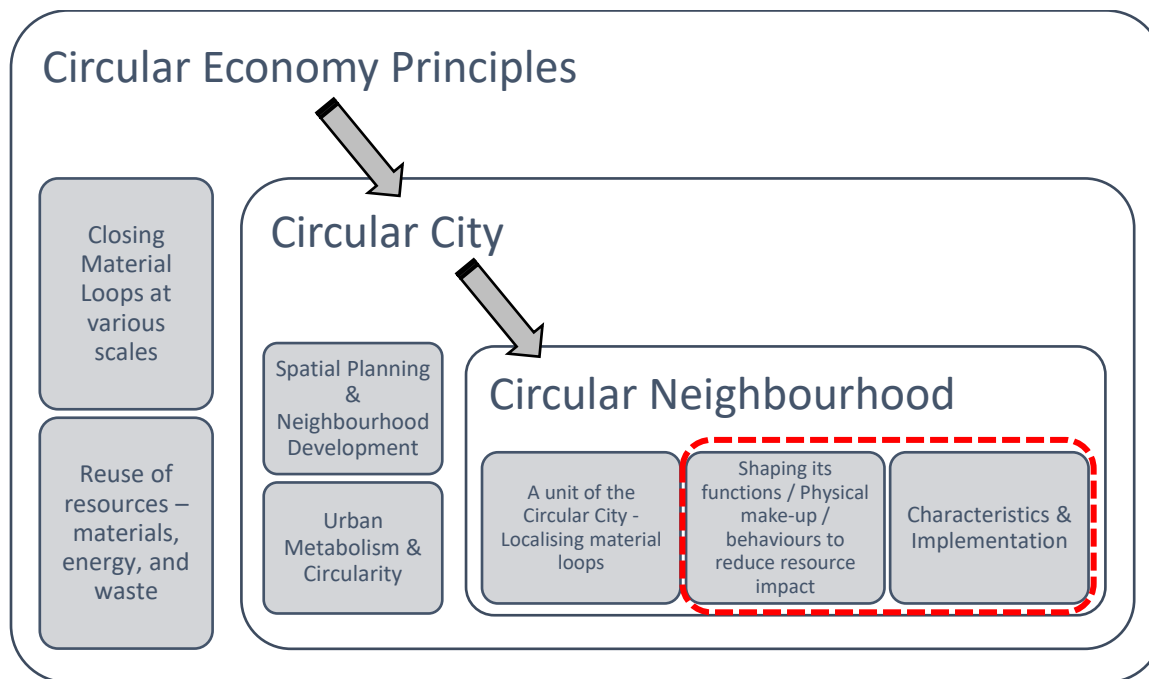 Circular Economy Principles
Closing
Material
Loops at
various
scales
Reuse of
resources –
materials,
energy, and
waste
Circular City
Spatial Planning
&
Neighbourhood
Development
Urban
Metabolism &
Circularity
Circular Neighbourhood
A unit of the
Circular City -
Localising material
loops
Shaping its
functions / Physical
make-up /
behaviours to
reduce resource
impact
Characteristics &
Implementation